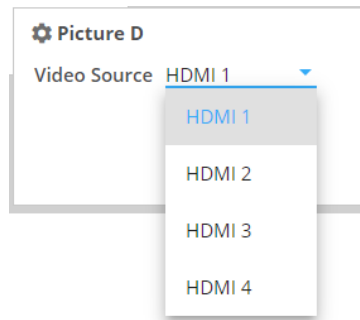 Picture D
Video Source HDMI 1
HDMI 1
HDMI 2
HDMI 3
HDMI 4